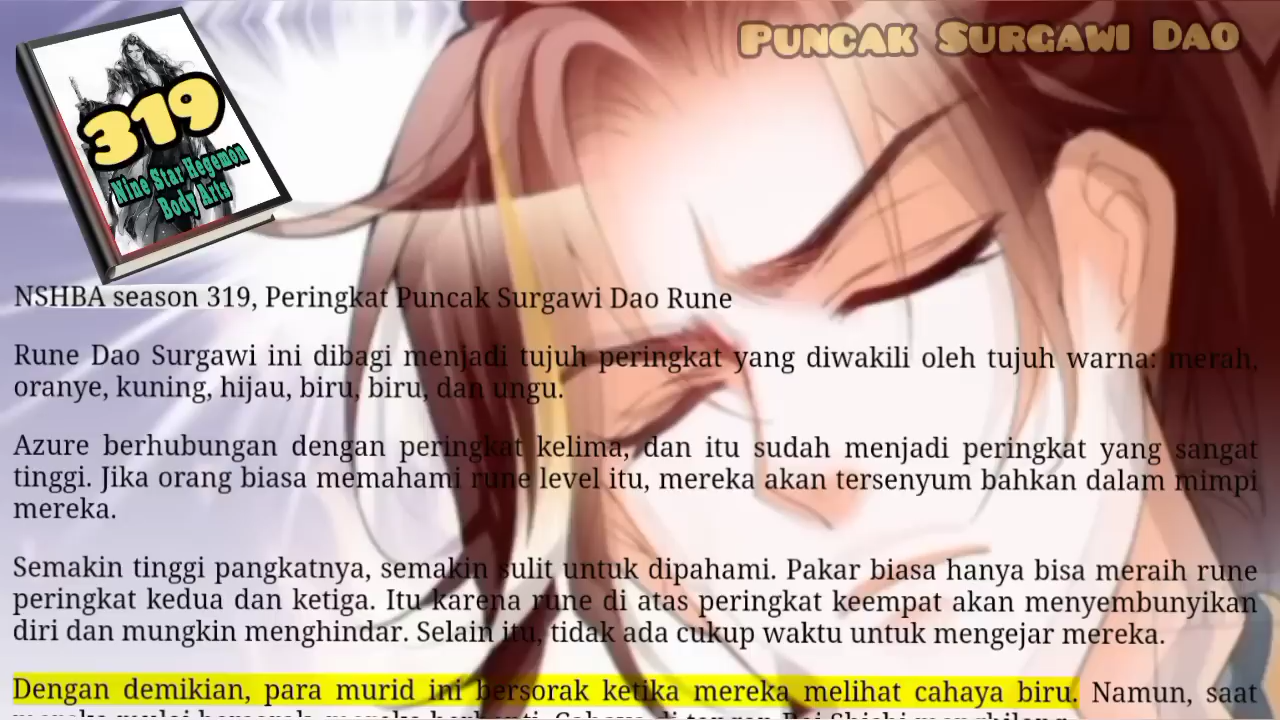 Puncak Surgawi Dao
319
Nine Star Hegemon
Body Arts
NSHBA season 319, Peringkat Puncak Surgawi Dao Rune
Rune Dao Surgawi ini dibagi menjadi tujuh peringkat yang diwakili oleh tujuh warna: merah,
oranye, kuning, hijau, biru, biru, dan ungu.
Azure berhubungan dengan peringkat kelima, dan itu sudah menjadi peringkat yang sangat
tinggi. Jika orang biasa memahami rune level itu, mereka akan tersenyum bahkan dalam mimpi
mereka.
Semakin tinggi pangkatnya, semakin sulit untuk dipahami. Pakar biasa hanya bisa meraih rune
peringkat kedua dan ketiga. Itu karena rune di atas peringkat keempat akan menyembunyikan
diri dan mungkin menghindar. Selain itu, tidak ada cukup waktu untuk mengejar mereka.
Dengan demikian, para murid ini bersorak ketika mereka melihat cahaya biru. Namun, saat